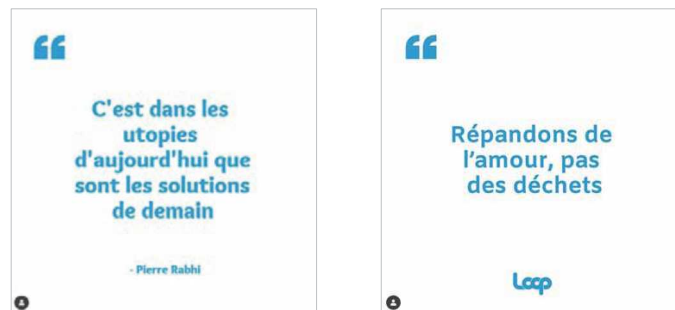 C'est dans les
utopies
d'aujourd'hui que
sont les solutions
de demain
- Pierre Rabhi
Répandons de
l’amour, pas
des déchets
Loop